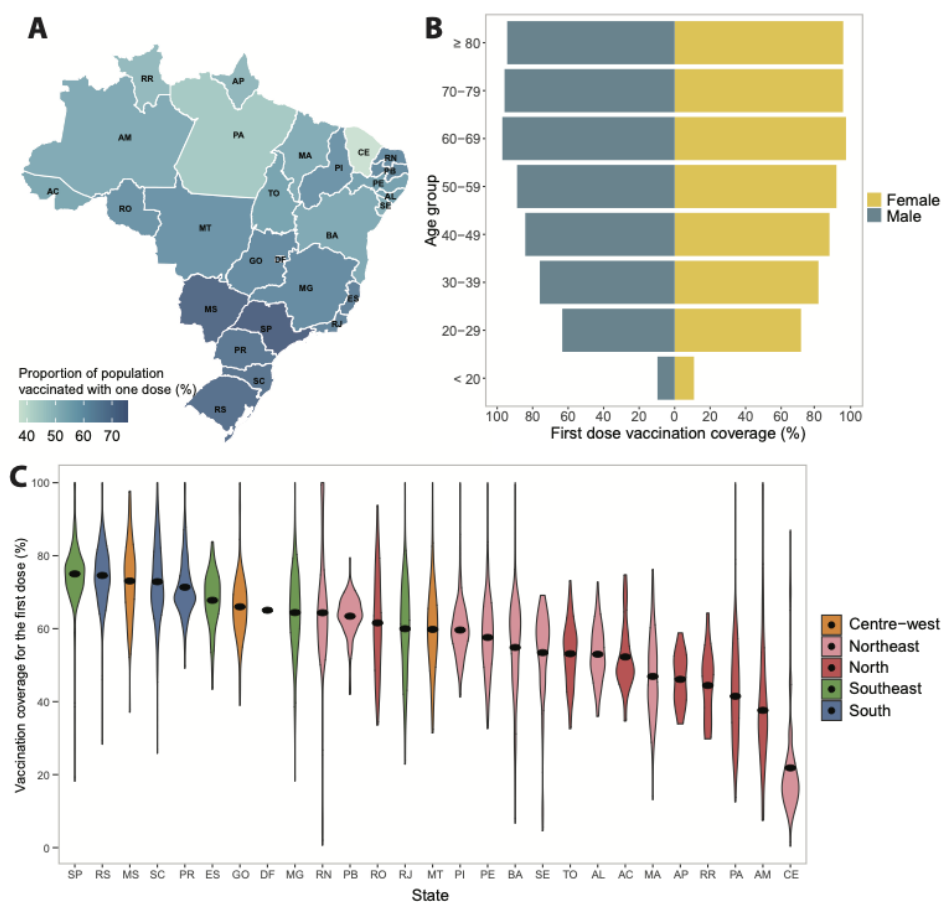 A
RR
AP
AM
PA
CE
MA
RN
PI
PB
PE
AC
TO
AL
SE
RO
MT
BA
GO
DF
MG
MS
ES
SP
RJ
PR
SC
RS
Proportion of population
vaccinated with one dose (%)
40 50 60 70
B
Age group
≥ 80
70−79
60−69
50−59
40−49
30−39
20−29
< 20
100 80 60 40 20 0 20 40 60 80 100
First dose vaccination coverage (%)
Female
Male
C
Vaccination coverage for the first dose (%)
100
80
60
40
20
0
SP RS MS SC PR ES GO DF MG RN PB RO RJ MT PI PE BA SE TO AL AC MA AP RR PA AM CE
State
Centre−west
Northeast
North
Southeast
South